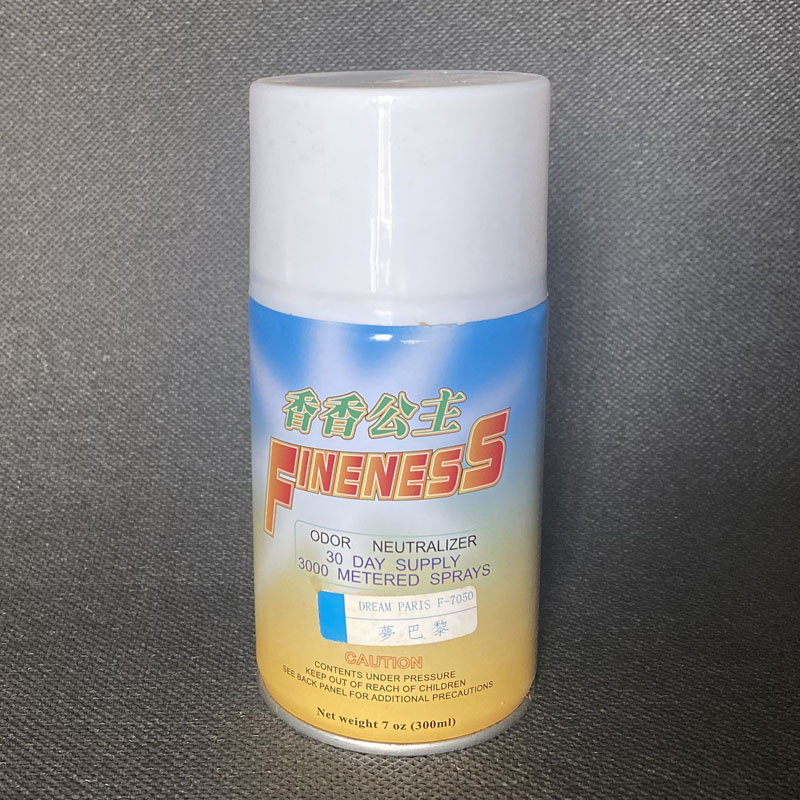 香香公主
FINENESS
ODOR NEUTRALIZER
30 DAY SUPPLY
3000 METERED SPRAYS
DREAM PARIS F-7050
夢巴黎
CAUTION
CONTENTS UNDER PRESSURE
KEEP OUT OF REACH OF CHILDREN
SEE BACK PANEL FOR ADDITIONAL PRECAUTIONS
Net weight 7 oz (300ml)